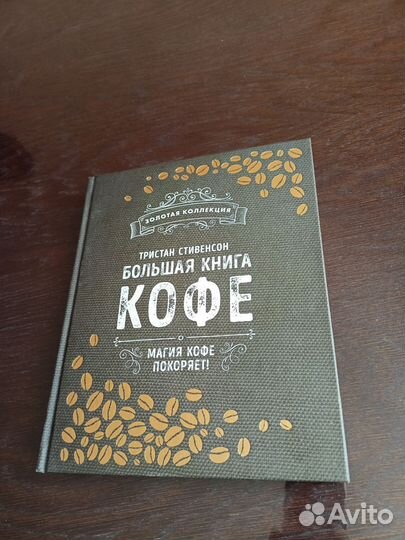 ЗОЛОТАЯ КОЛЛЕКЦИЯ
ТРИСТАН СТИВЕНСОН
БОЛЬШАЯ КНИГА
КОФЕ
МАГИЯ КОФЕ
ПОКОРЯЕТ!
Avito